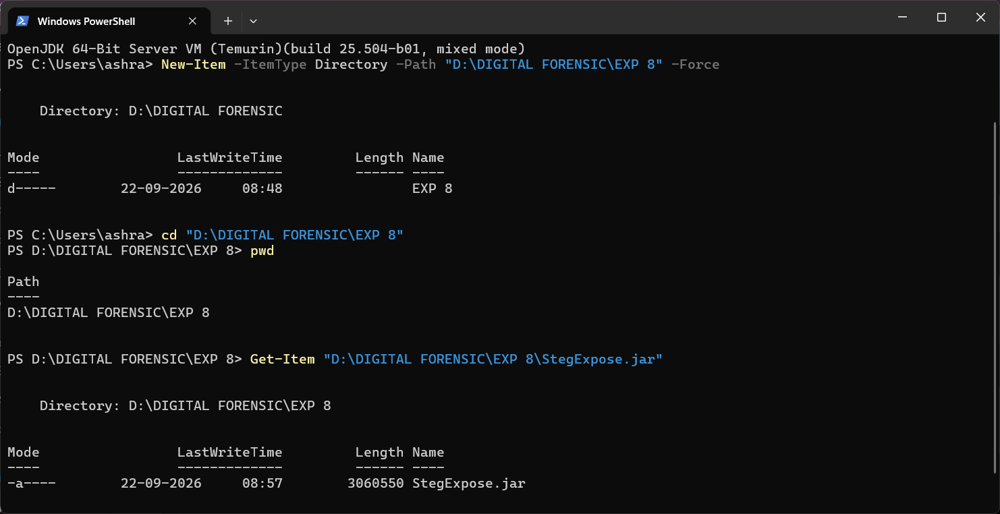 Windows PowerShell
OpenJDK 64-Bit Server VM (Temurin)(build 25.504-b01, mixed mode)
PS C:\Users\ashra> New-Item -ItemType Directory -Path "D:\DIGITAL FORENSIC\EXP 8" -Force
Directory: D:\DIGITAL FORENSIC
Mode                 LastWriteTime         Length Name
----                 -------------         ------ ----
d-----        22-09-2026     08:48                EXP 8
PS C:\Users\ashra> cd "D:\DIGITAL FORENSIC\EXP 8"
PS D:\DIGITAL FORENSIC\EXP 8> pwd
Path
----
D:\DIGITAL FORENSIC\EXP 8
PS D:\DIGITAL FORENSIC\EXP 8> Get-Item "D:\DIGITAL FORENSIC\EXP 8\StegExpose.jar"
Directory: D:\DIGITAL FORENSIC\EXP 8
Mode                 LastWriteTime         Length Name
----                 -------------         ------ ----
-a----        22-09-2026     08:57        3060550 StegExpose.jar